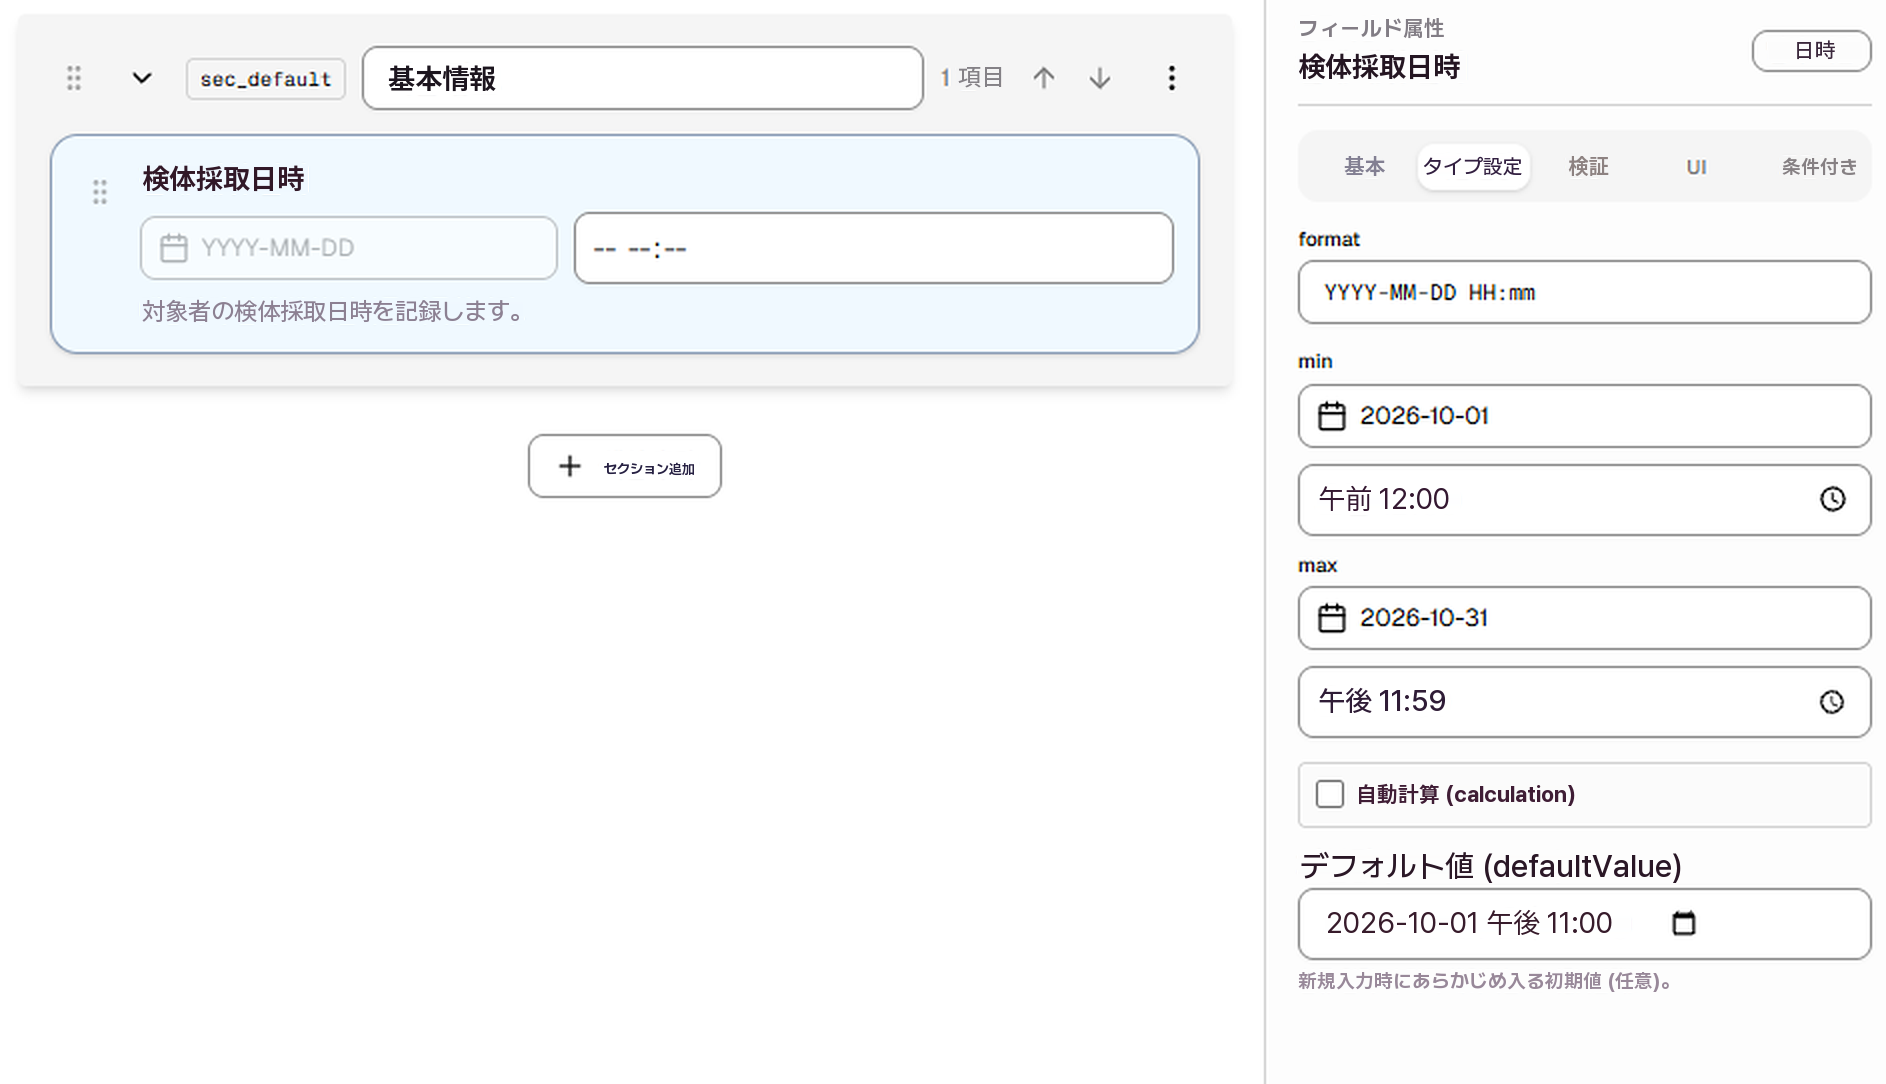 sec_default
基本情報
1 項目
検体採取日時
YYYY-MM-DD
-- --:--
対象者の検体採取日時を記録します。
セクション追加
フィールド属性
検体採取日時
日時
基本
タイプ設定
検証
UI
条件付き
format
YYYY-MM-DD HH:mm
min
2026-10-01
午前 12:00
max
2026-10-31
午後 11:59
自動計算 (calculation)
デフォルト値 (defaultValue)
2026-10-01 午後 11:00
新規入力時にあらかじめ入る初期値 (任意)。